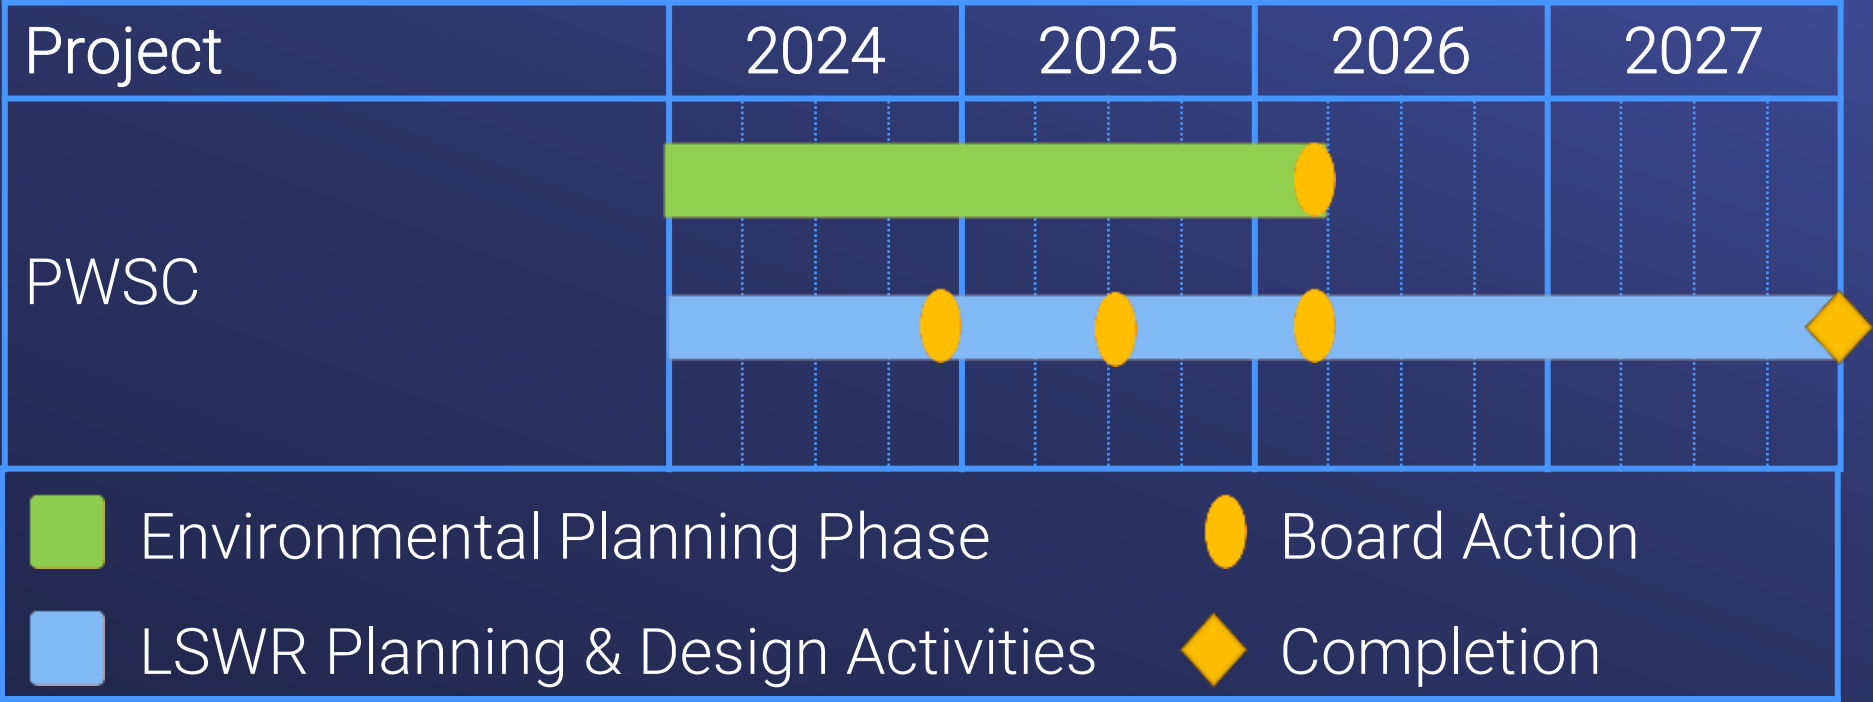 Project 2024 2025 2026 2027
PWSC
Environmental Planning Phase Board Action
LSWR Planning & Design Activities Completion